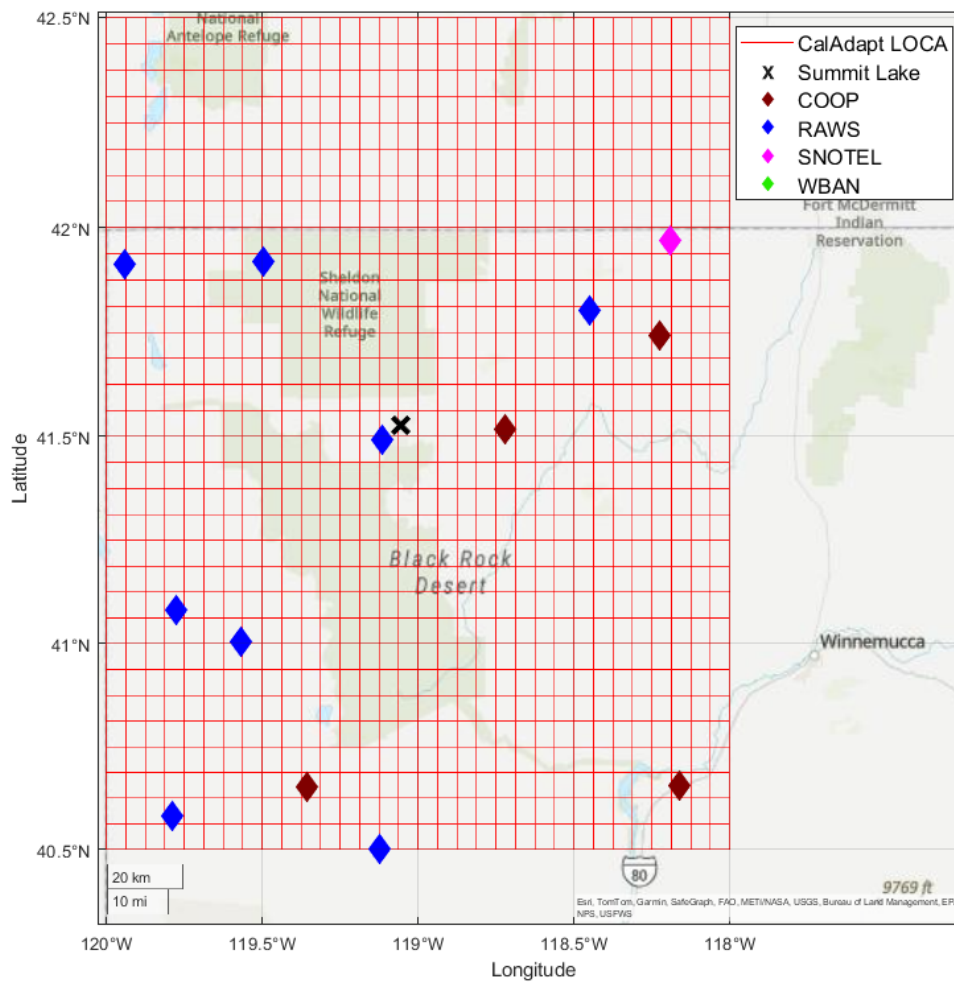 42.5°N
National
Antelope Refuge
CalAdapt LOCA
Summit Lake
COOP
RAWS
SNOTEL
WBAN
Fort McDermitt
Indian
Reservation
42°N
Sheldon
National
Wildlife
Refuge
41.5°N
Latitude
Black Rock
Desert
41°N
Winnemucca
40.5°N
20 km
10 mi
80
9769 ft
Esri, TomTom, Garmin, SafeGraph, FAO, METI/NASA, USGS, Bureau of Land Management, EP
NPS, USFWS
120°W
119.5°W
119°W
118.5°W
118°W
Longitude